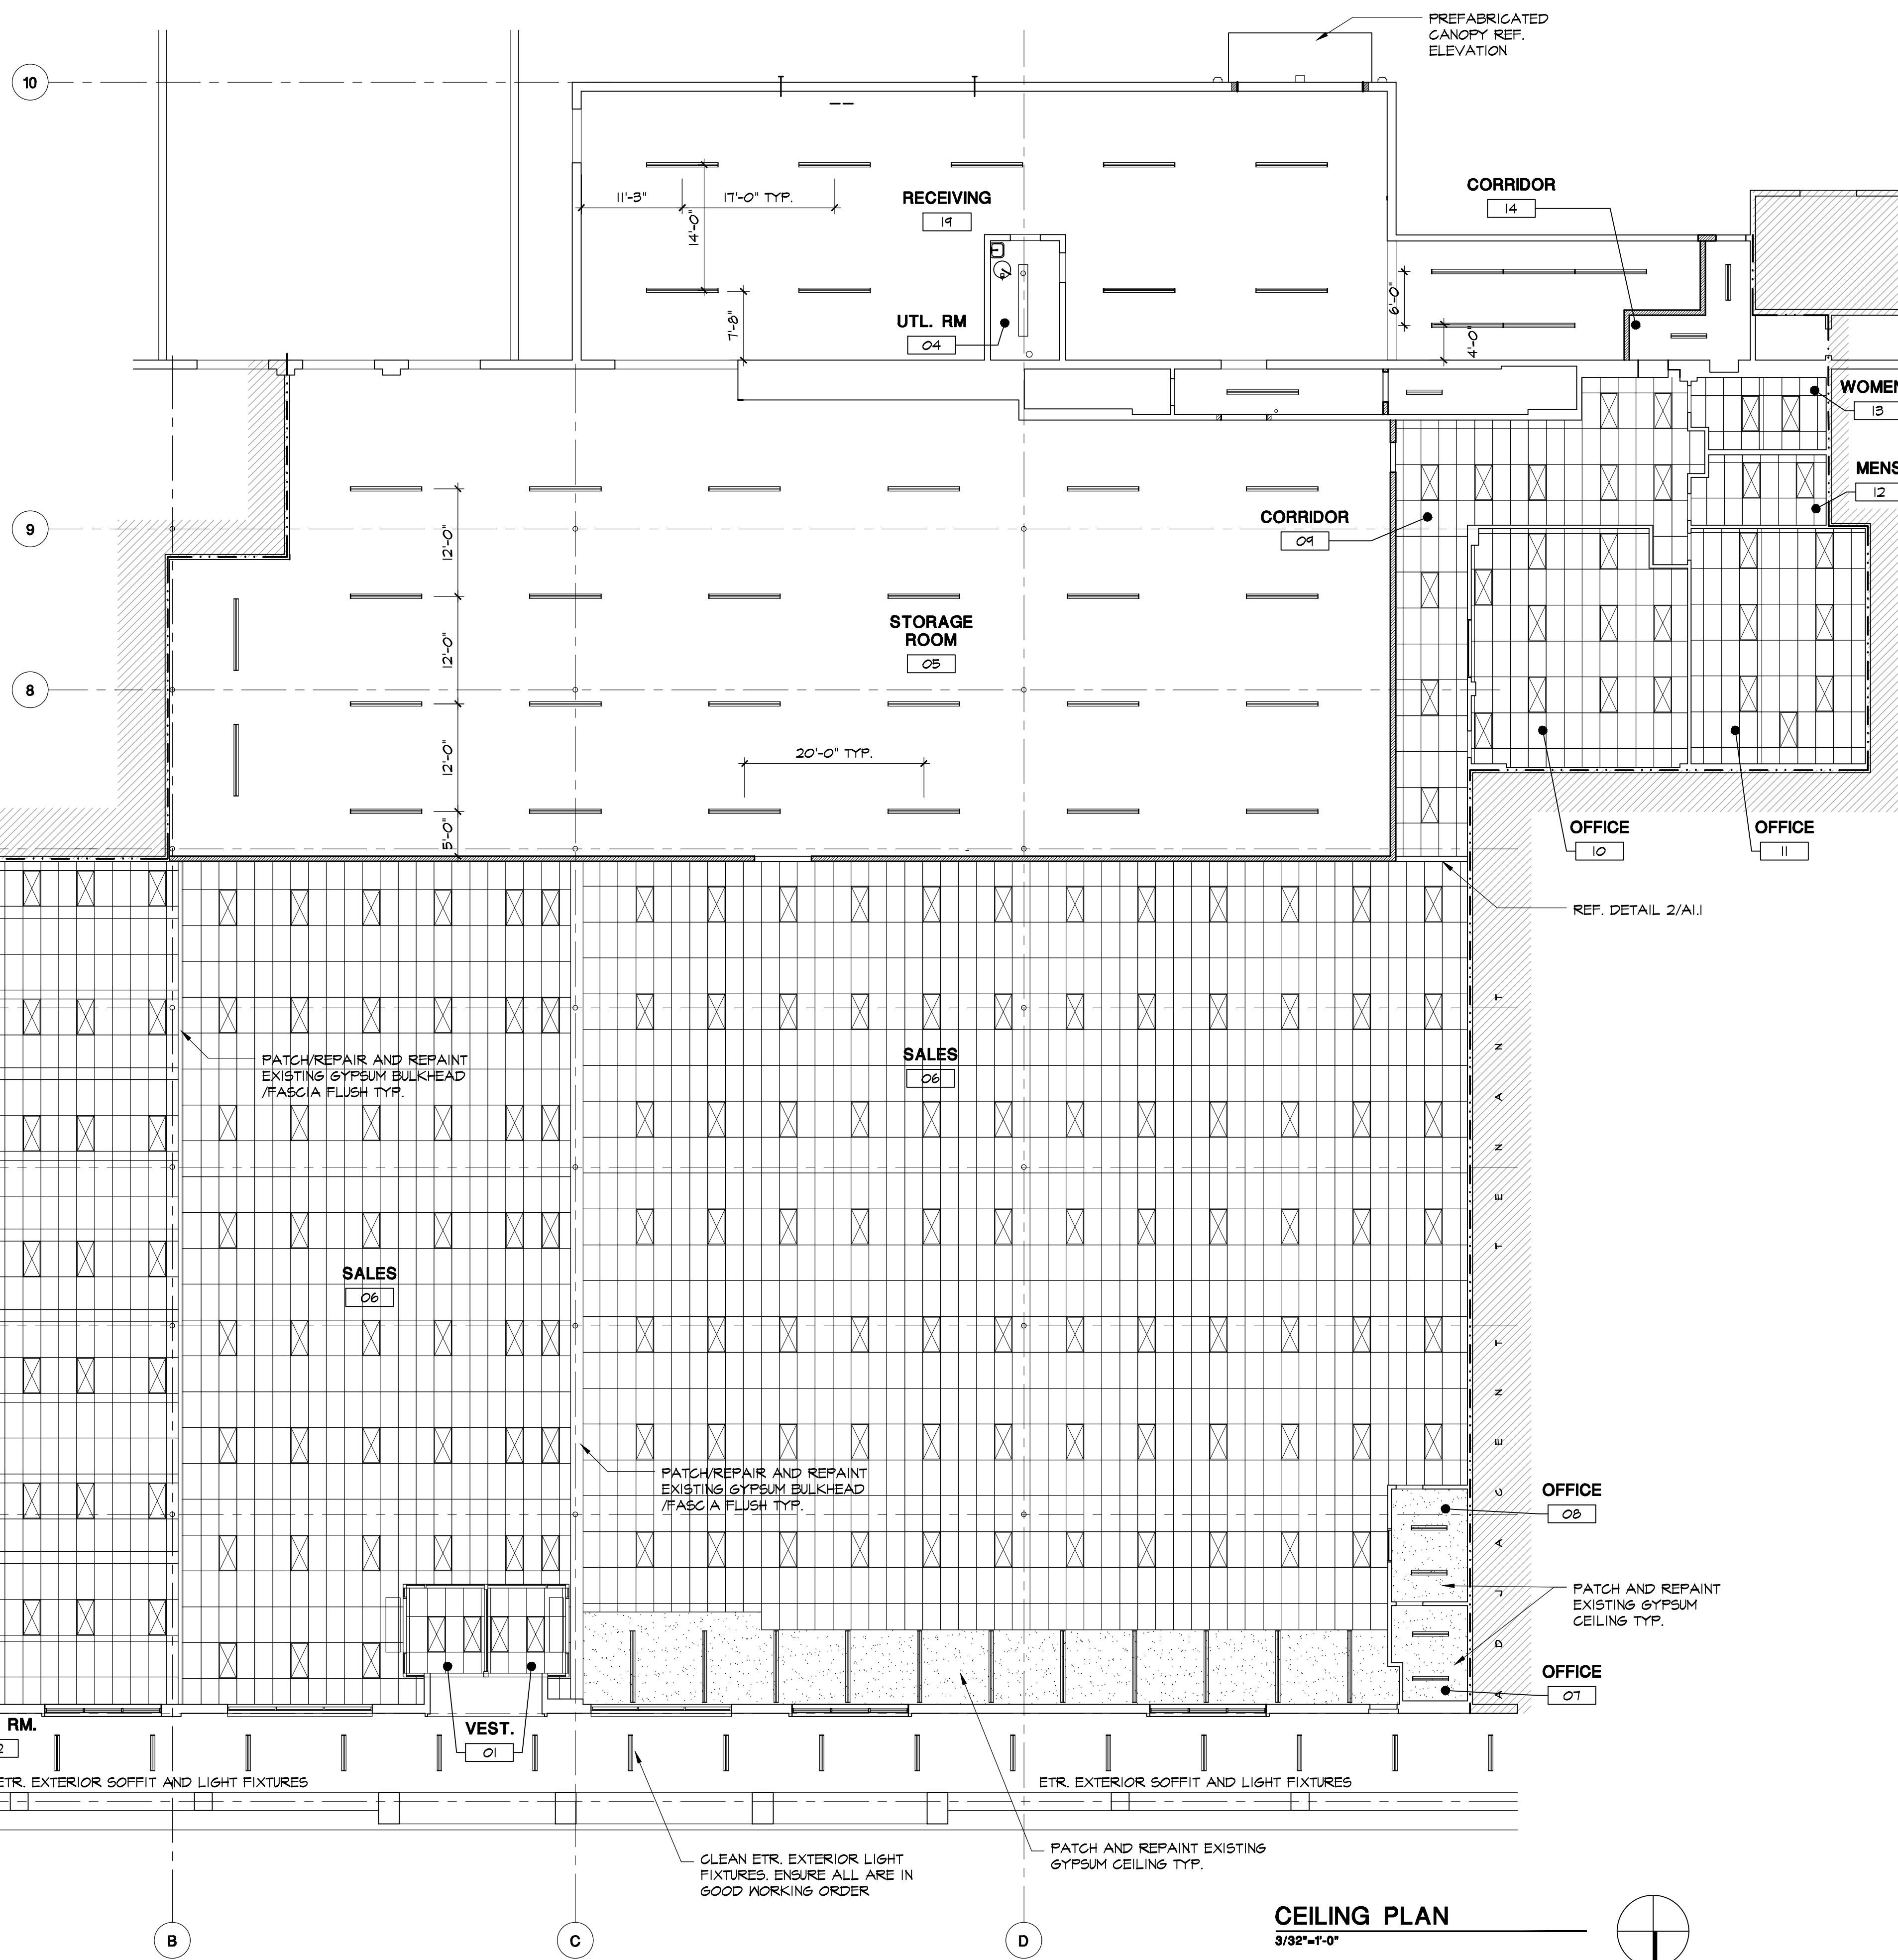 PREFABRICATED
CANOPY REF.
ELEVATION
10
CORRIDOR
14
11'-3"
17'-0" TYP.
RECEIVING
19
14'-0"
6'-0"
UTL. RM
04
7'-8"
4'-0"
WOMEN
13
MENS
12
9
CORRIDOR
09
12'-0"
STORAGE
ROOM
05
12'-0"
8
12'-0"
20'-0" TYP.
5'-0"
OFFICE
10
OFFICE
11
REF. DETAIL 2/A1.1
PATCH/REPAIR AND REPAINT
EXISTING GYPSUM BULKHEAD
/FASCIA FLUSH TYP.
SALES
06
ADJACENT TENANT
SALES
06
PATCH/REPAIR AND REPAINT
EXISTING GYPSUM BULKHEAD
/FASCIA FLUSH TYP.
OFFICE
08
PATCH AND REPAINT
EXISTING GYPSUM
CEILING TYP.
OFFICE
07
RM.
2
VEST.
01
ETR. EXTERIOR SOFFIT AND LIGHT FIXTURES
ETR. EXTERIOR SOFFIT AND LIGHT FIXTURES
CLEAN ETR. EXTERIOR LIGHT
FIXTURES. ENSURE ALL ARE IN
GOOD WORKING ORDER
PATCH AND REPAINT EXISTING
GYPSUM CEILING TYP.
B
C
D
CEILING PLAN
3/32"=1'-0"